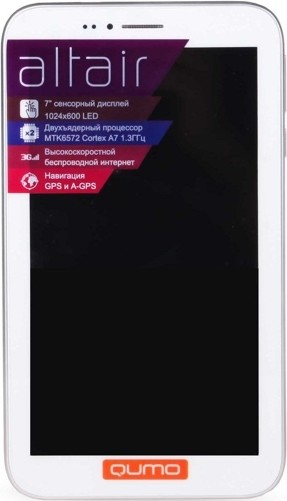 altair
7" сенсорный дисплей
1024x600 LED
x2
Двухъядерный процессор
MTK6572 Cortex A7 1.3ГГц
3G
Высокоскоростной
беспроводной интернет
Навигация
GPS и A-GPS
QUMO